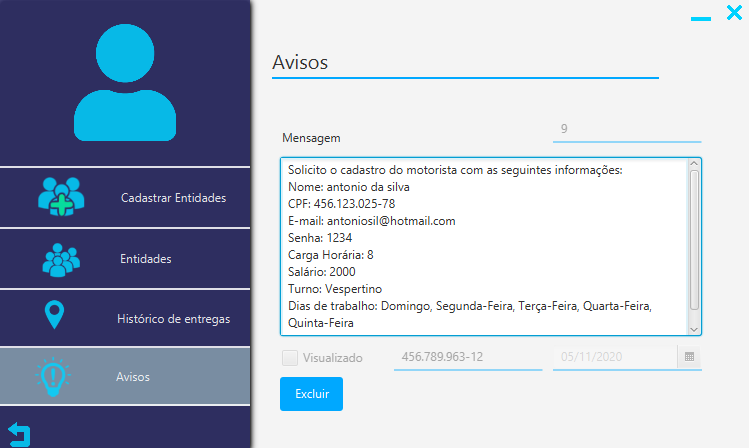 Cadastrar Entidades
Entidades
Histórico de entregas
Avisos
Avisos
Mensagem
9
Solicito o cadastro do motorista com as seguintes informações:
Nome: antonio da silva
CPF: 456.123.025-78
E-mail: antoniosil@hotmail.com
Senha: 1234
Carga Horária: 8
Salário: 2000
Turno: Vespertino
Dias de trabalho: Domingo, Segunda-Feira, Terça-Feira, Quarta-Feira,
Quinta-Feira
Visualizado
456.789.963-12
05/11/2020
Excluir